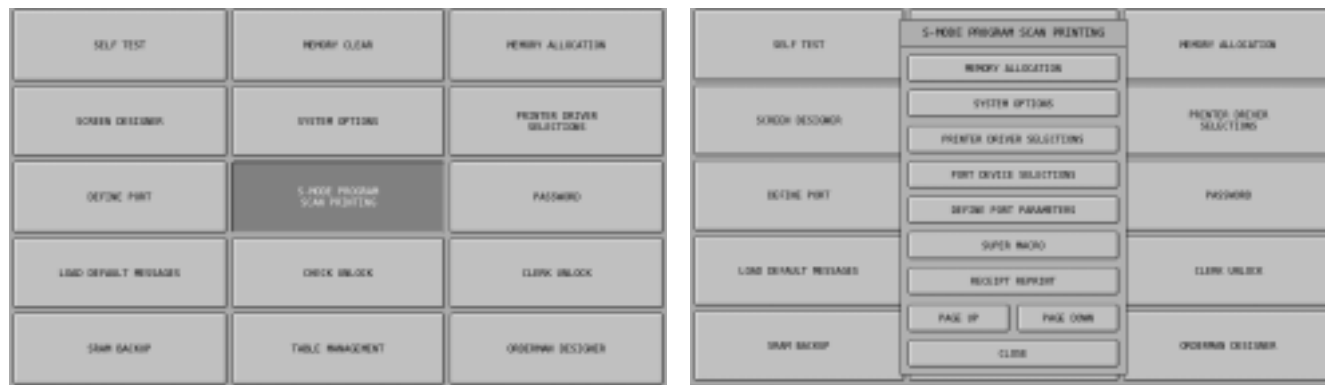 SELF TEST
MEMORY CLEAR
MEMORY ALLOCATION
SCREEN DESIGNER
SYSTEM OPTIONS
PRINTER DRIVER
SELECTIONS
DEFINE PORT
S-MODE PROGRAM
SCAN PRINTING
PASSWORD
LOAD DEFAULT MESSAGES
CHECK UNLOCK
CLERK UNLOCK
SRAM BACKUP
TABLE MANAGEMENT
ORDERMAN DESIGNER
SELF TEST
S-MODE PROGRAM SCAN PRINTING
MEMORY ALLOCATION
MEMORY ALLOCATION
SYSTEM OPTIONS
SCREEN DESIGNER
PRINTER DRIVER SELECTIONS
PRINTER DRIVER
SELECTIONS
PORT DEVICE SELECTIONS
DEFINE PORT
DEFINE PORT PARAMETERS
PASSWORD
SUPER MACRO
LOAD DEFAULT MESSAGES
RECEIPT REPRINT
CLERK UNLOCK
PAGE UP
PAGE DOWN
SRAM BACKUP
CLOSE
ORDERMAN DESIGNER